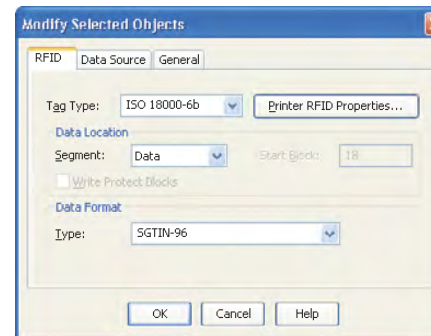 Modify Selected Objects
RFID Data Source General
Tag Type: ISO 18000-6b Printer RFID Properties...
Data Location
Segment: Data Start Block: 18
Write Protect Blocks
Data Format
Type: SGTIN-96
OK Cancel Help